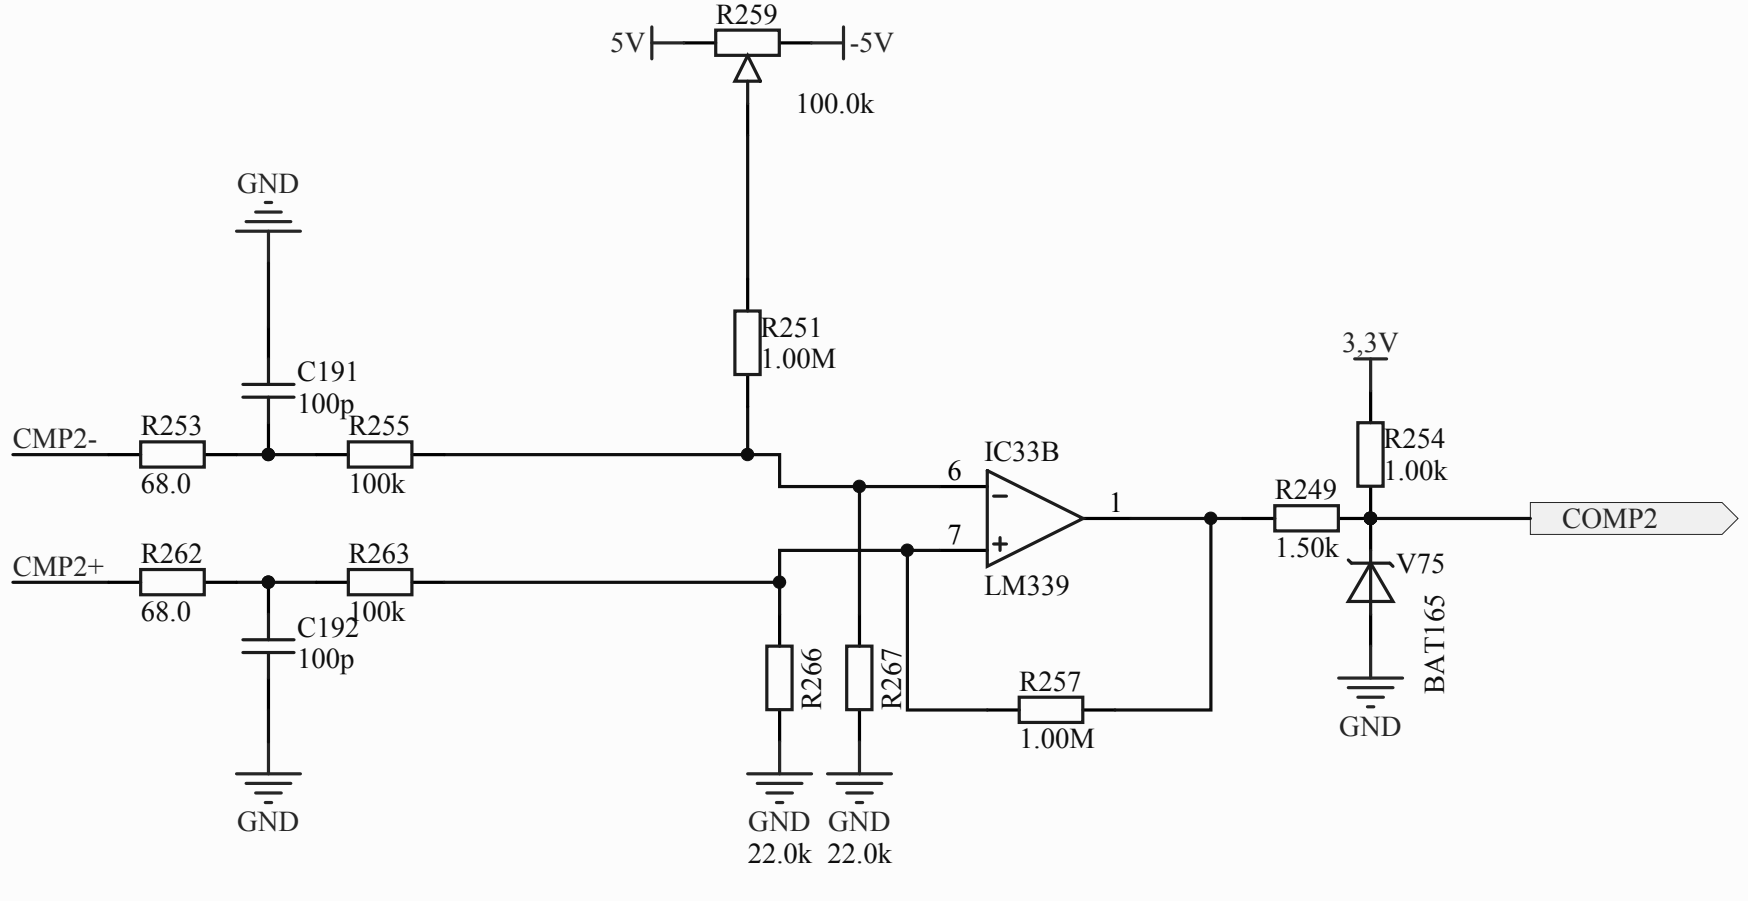 R259
5V
-5V
100.0k
GND
R251
1.00M
3,3V
C191
100p
R253
R255
CMP2-
68.0
100k
IC33B
6
R254
1.00k
1
R249
COMP2
1.50k
7
LM339
CMP2+
R262
R263
68.0
100k
C192
100p
V75
BAT165
R266
R267
R257
1.00M
GND
GND
GND
GND
22.0k
22.0k